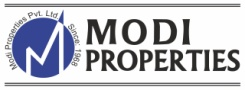 Modi Properties Pvt. Ltd. Since: 1968
MODI
PROPERTIES